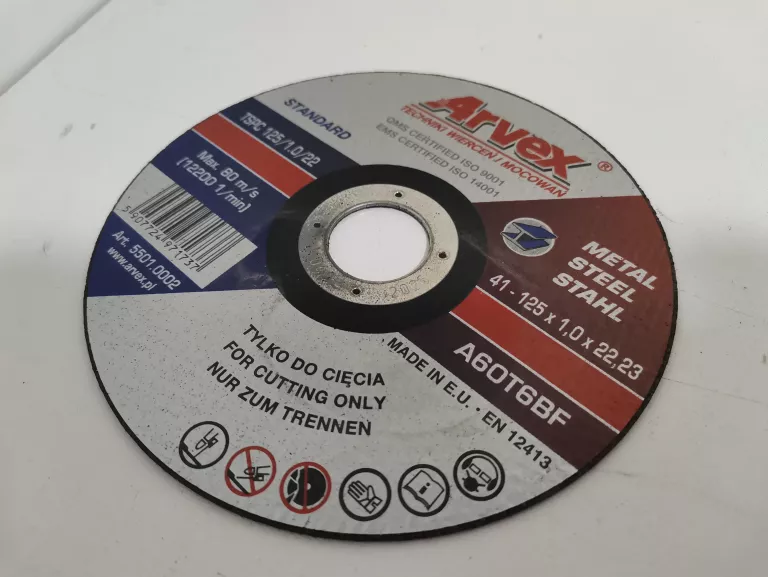 Arvex®
TECHNIKI WIERCEŃ I MOCOWAŃ
QMS CERTIFIED ISO 9001
EMS CERTIFIED ISO 14001
STANDARD
TSPC 125/1,0/22
Max. 80 m/s
(12200 1/min)
5907724497173
Art. 5501.0002
www.arvex.pl
METAL
STEEL
STAHL
41 - 125 x 1,0 x 22,23
A60T6BF
MADE IN E.U. • EN 12413
TYLKO DO CIĘCIA
FOR CUTTING ONLY
NUR ZUM TRENNEN